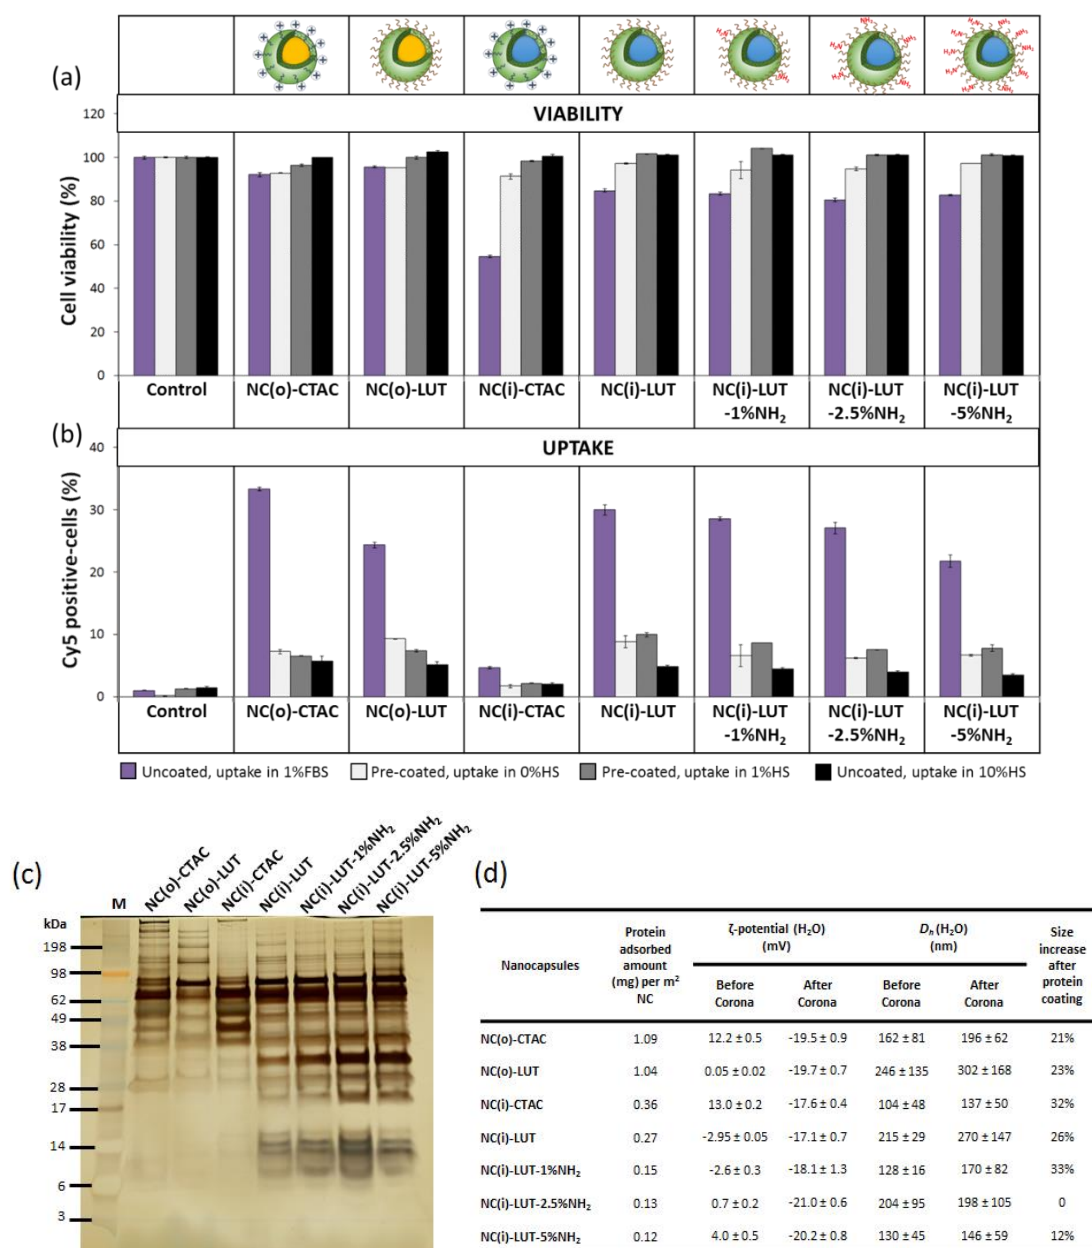 (a)
VIABILITY
Cell viability (%)
120
100
80
60
40
20
0
Control
NC(o)-CTAC
NC(o)-LUT
NC(i)-CTAC
NC(i)-LUT
NC(i)-LUT
-1%NH₂
NC(i)-LUT
-2.5%NH₂
NC(i)-LUT
-5%NH₂
(b)
UPTAKE
Cy5 positive-cells (%)
40
30
20
10
0
Control
NC(o)-CTAC
NC(o)-LUT
NC(i)-CTAC
NC(i)-LUT
NC(i)-LUT
-1%NH₂
NC(i)-LUT
-2.5%NH₂
NC(i)-LUT
-5%NH₂
Uncoated, uptake in 1%FBS
Pre-coated, uptake in 0%HS
Pre-coated, uptake in 1%HS
Uncoated, uptake in 10%HS
(c)
M
NC(o)-CTAC
NC(o)-LUT
NC(i)-CTAC
NC(i)-LUT
NC(i)-LUT-1%NH₂
NC(i)-LUT-2.5%NH₂
NC(i)-LUT-5%NH₂
kDa
198
98
62
49
38
28
17
14
6
3
(d)
Nanocapsules
Protein
adsorbed
amount
(mg) per m²
NC
ζ-potential (H₂O)
(mV)
Dₕ (H₂O)
(nm)
Size
increase
after
protein
coating
Before
Corona
After
Corona
Before
Corona
After
Corona
NC(o)-CTAC 1.09 12.2 ± 0.5 -19.5 ± 0.9 162 ± 81 196 ± 62 21%
NC(o)-LUT 1.04 0.05 ± 0.02 -19.7 ± 0.7 246 ± 135 302 ± 168 23%
NC(i)-CTAC 0.36 13.0 ± 0.2 -17.6 ± 0.4 104 ± 48 137 ± 50 32%
NC(i)-LUT 0.27 -2.95 ± 0.05 -17.1 ± 0.7 215 ± 29 270 ± 147 26%
NC(i)-LUT-1%NH₂ 0.15 -2.6 ± 0.3 -18.1 ± 1.3 128 ± 16 170 ± 82 33%
NC(i)-LUT-2.5%NH₂ 0.13 0.7 ± 0.2 -21.0 ± 0.6 204 ± 95 198 ± 105 0
NC(i)-LUT-5%NH₂ 0.12 4.0 ± 0.5 -20.2 ± 0.8 130 ± 45 146 ± 59 12%